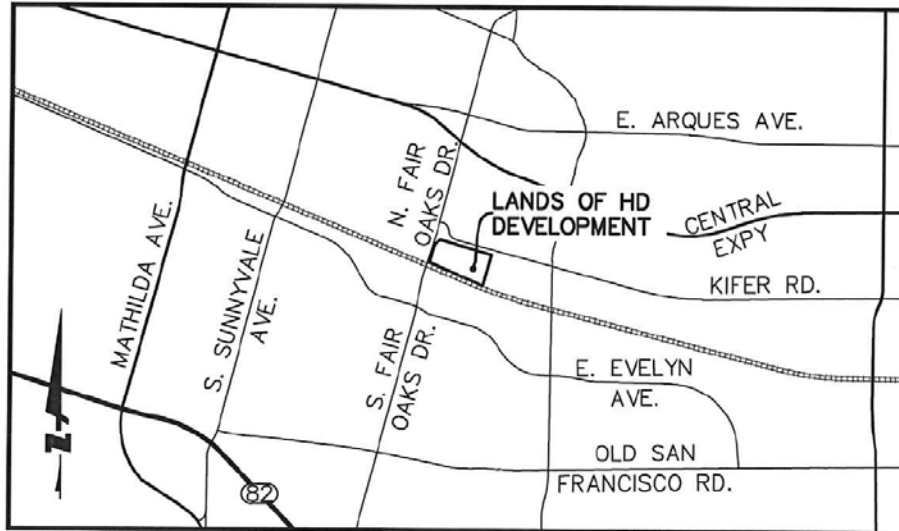 E. ARQUES AVE.
N. FAIR
OAKS DR.
LANDS OF HD
DEVELOPMENT
CENTRAL
EXPY
KIFER RD.
MATHILDA AVE.
S. SUNNYVALE
AVE.
S. FAIR
OAKS DR.
E. EVELYN
AVE.
OLD SAN
FRANCISCO RD.
82
N